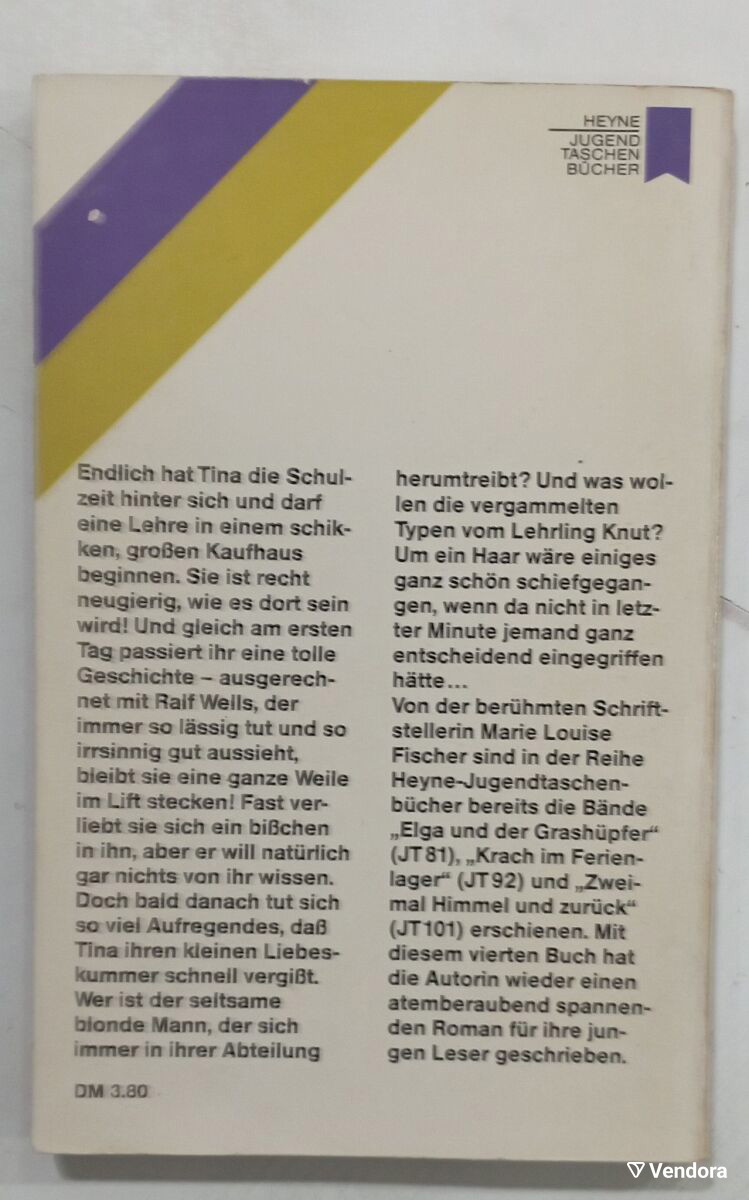 HEYNE
JUGEND
TASCHEN
BÜCHER
Endlich hat Tina die Schul-
zeit hinter sich und darf
eine Lehre in einem schik-
ken, großen Kaufhaus
beginnen. Sie ist recht
neugierig, wie es dort sein
wird! Und gleich am ersten
Tag passiert ihr eine tolle
Geschichte – ausgerech-
net mit Ralf Wells, der
immer so lässig tut und so
irrsinnig gut aussieht,
bleibt sie eine ganze Weile
im Lift stecken! Fast ver-
liebt sie sich ein bißchen
in ihn, aber er will natürlich
gar nichts von ihr wissen.
Doch bald danach tut sich
so viel Aufregendes, daß
Tina ihren kleinen Liebes-
kummer schnell vergißt.
Wer ist der seltsame
blonde Mann, der sich
immer in ihrer Abteilung
herumtreibt? Und was wol-
len die vergammelten
Typen vom Lehrling Knut?
Um ein Haar wäre einiges
ganz schön schiefgegan-
gen, wenn da nicht in letz-
ter Minute jemand ganz
entscheidend eingegriffen
hätte...
Von der berühmten Schrift-
stellerin Marie Louise
Fischer sind in der Reihe
Heyne-Jugendtaschen-
bücher bereits die Bände
„Elga und der Grashüpfer“
(JT 81), „Krach im Ferien-
lager“ (JT 92) und „Zwei-
mal Himmel und zurück“
(JT 101) erschienen. Mit
diesem vierten Buch hat
die Autorin wieder einen
atemberaubend spannen-
den Roman für ihre jun-
gen Leser geschrieben.
DM 3.80
Vendora